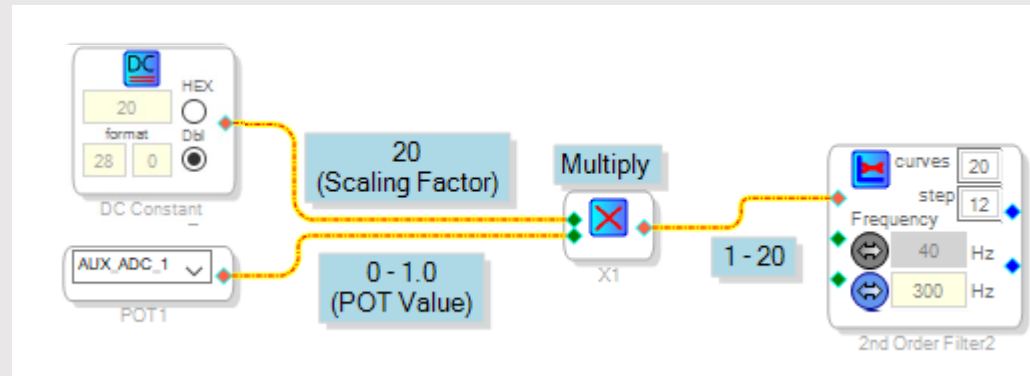 DC
HEX
20
format
Dbl
28
0
DC Constant
20
(Scaling Factor)
Multiply
X1
AUX_ADC_1
POT1
0 - 1.0
(POT Value)
1 - 20
curves
20
step
12
Frequency
40
Hz
300
Hz
2nd Order Filter2